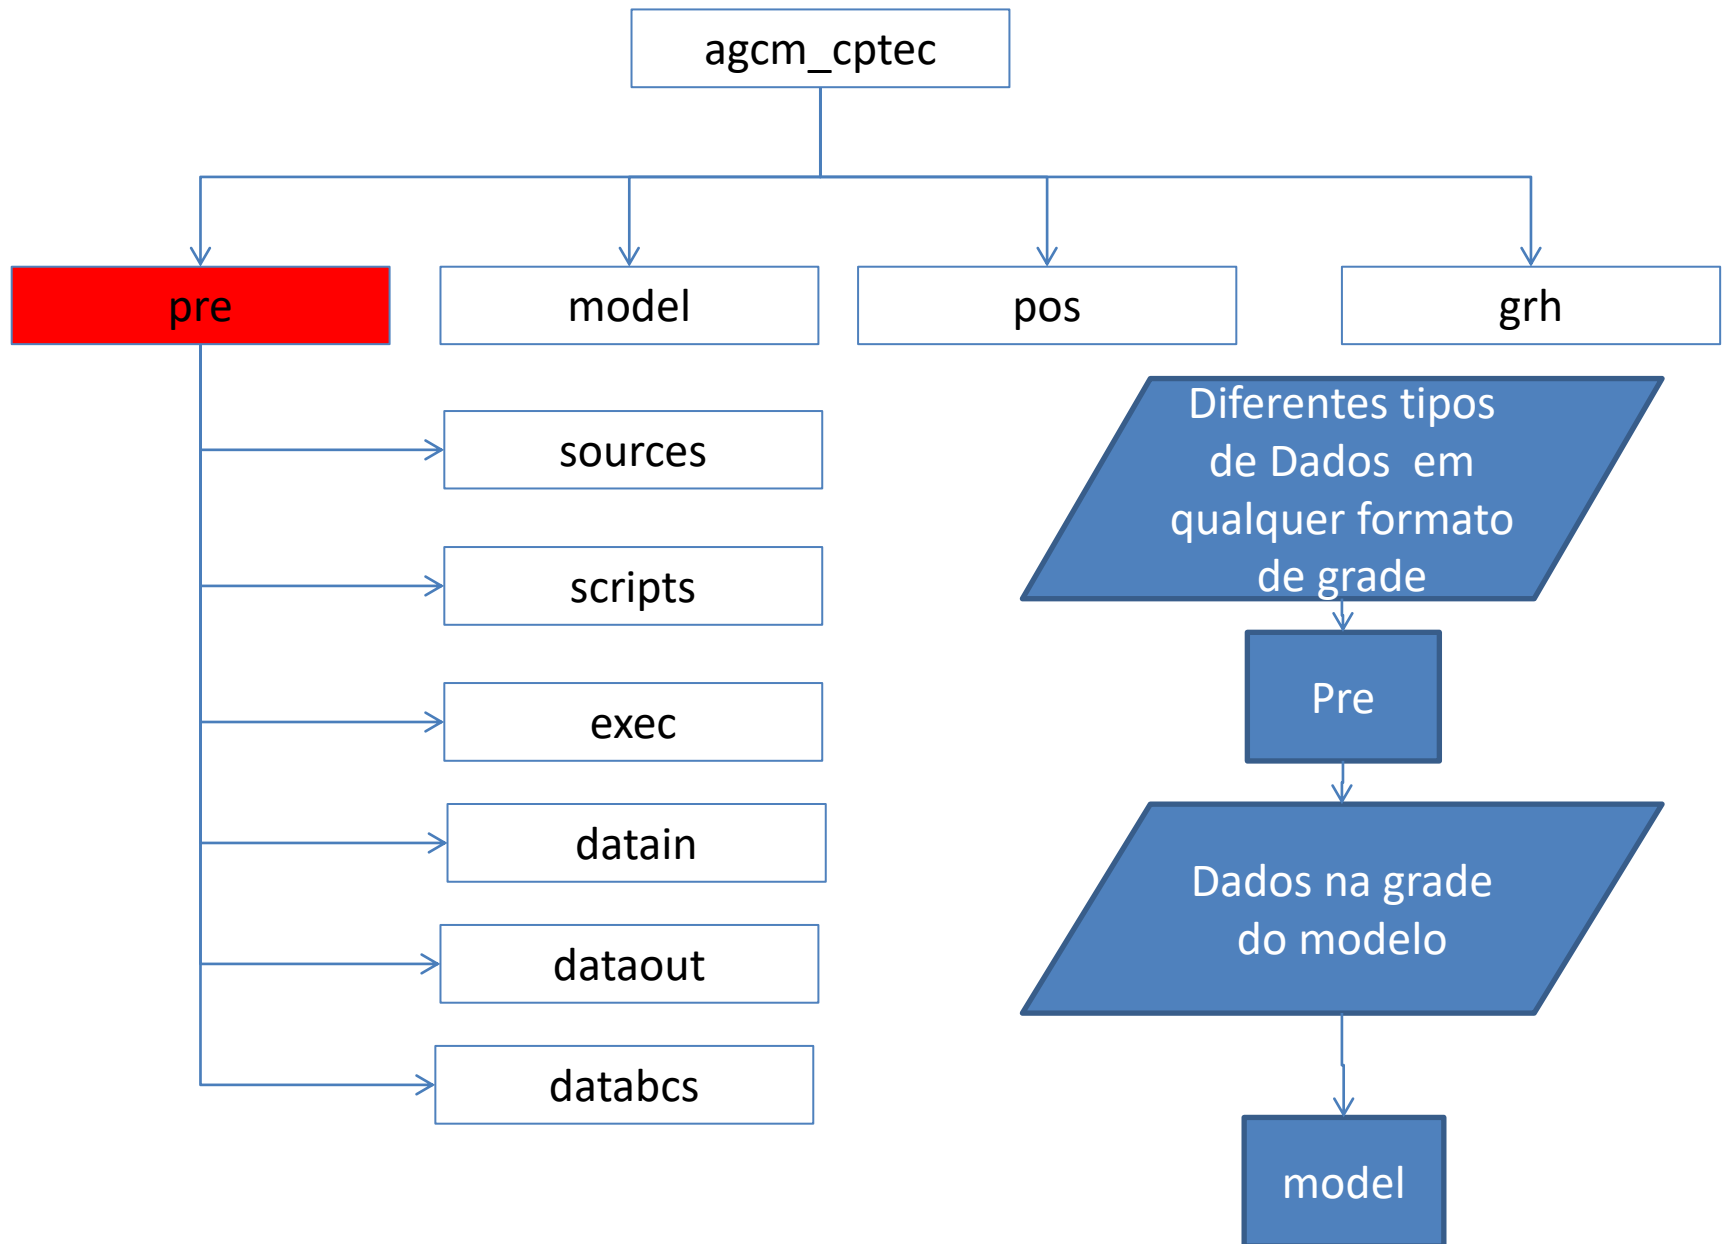 agcm_cptec
pre
model
pos
grh
sources
scripts
exec
datain
dataout
databcs
Diferentes tipos
de Dados  em
qualquer formato
de grade
Pre
Dados na grade
do modelo
model